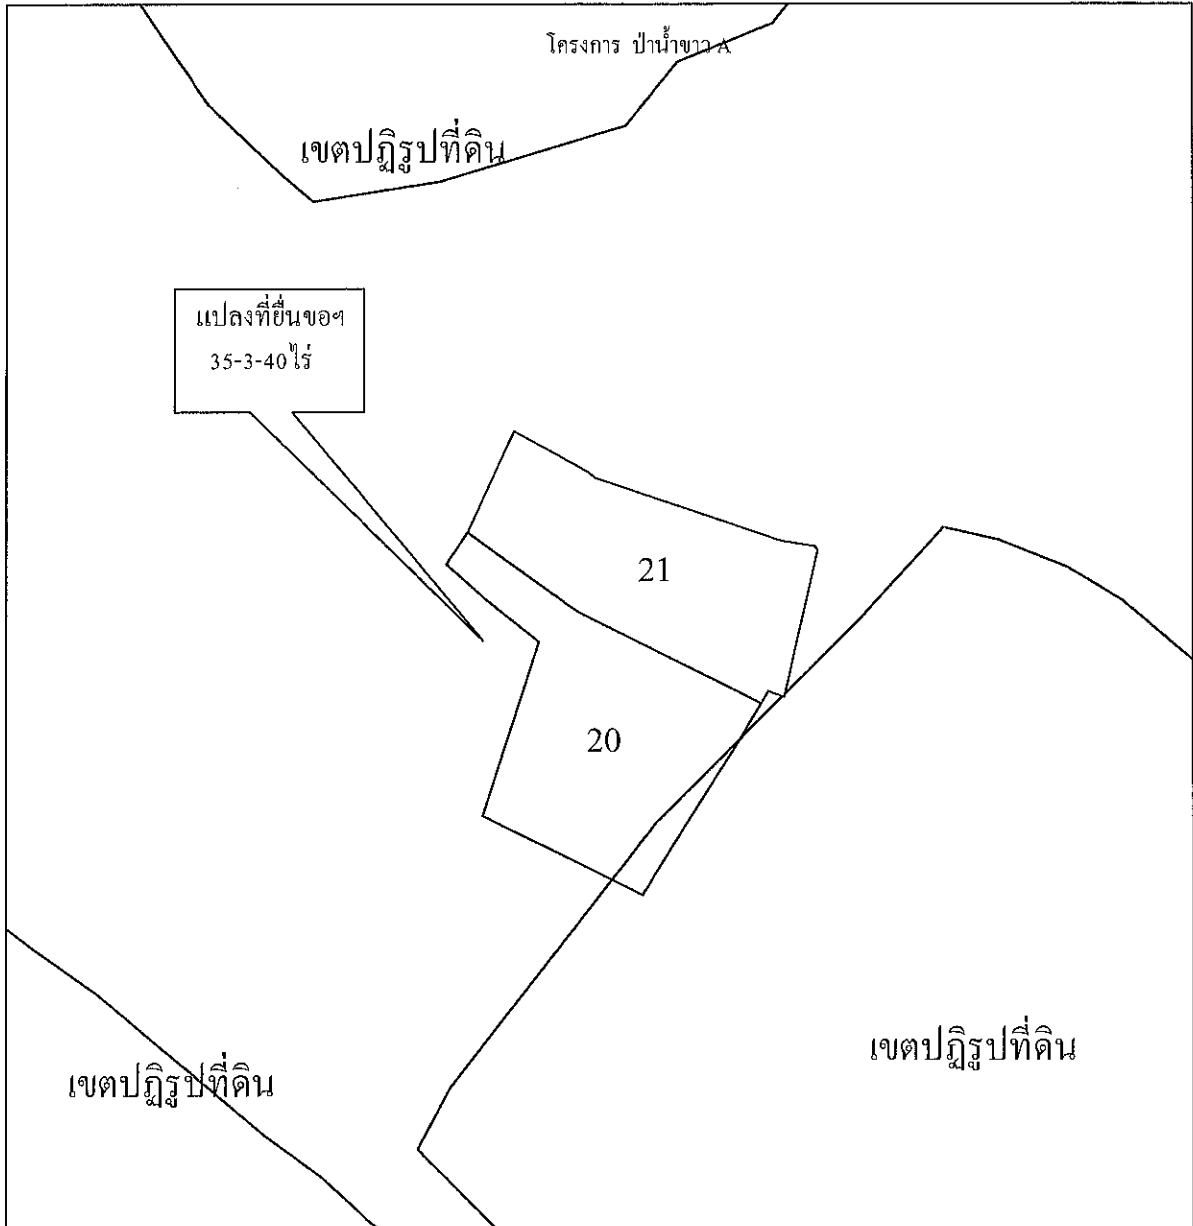 โครงการ ป่าน้ำขาว A
เขตปฏิรูปที่ดิน
แปลงที่ยื่นขอฯ
35-3-40 ไร่
21
20
เขตปฏิรูปที่ดิน
เขตปฏิรูปที่ดิน